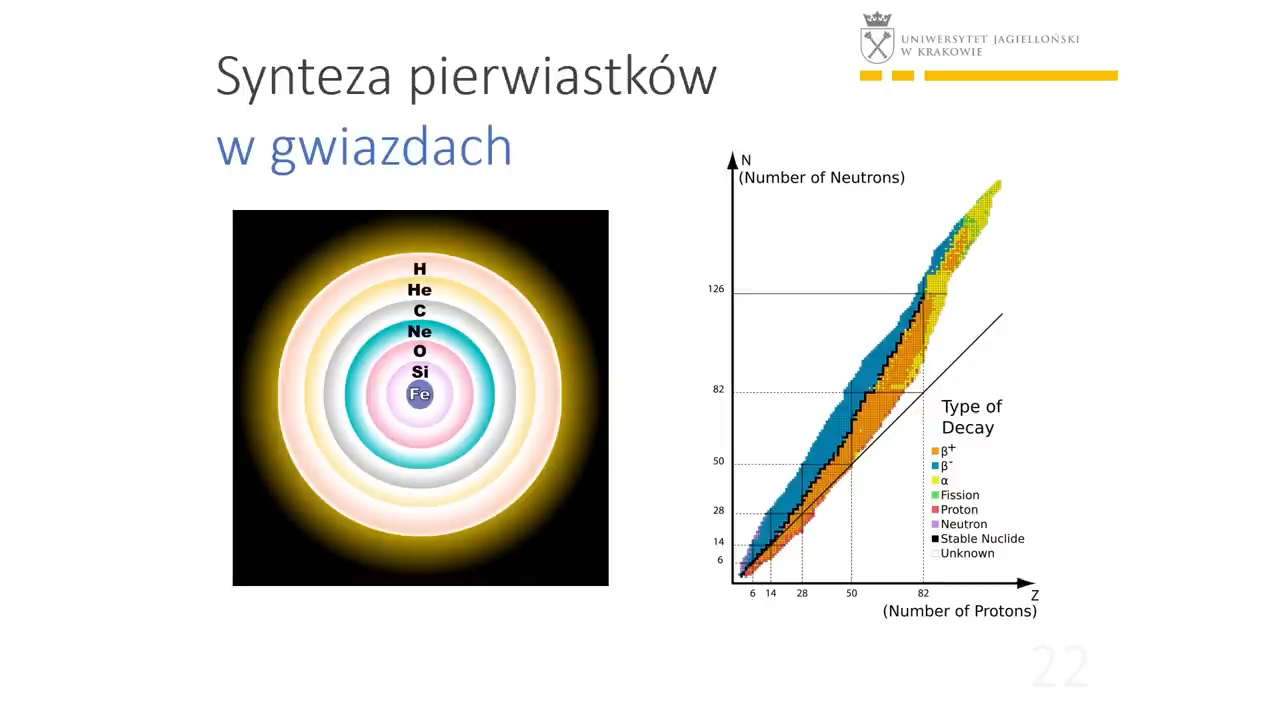 UNIWERSYTET JAGIELLOŃSKI
W KRAKOWIE
Synteza pierwiastków
w gwiazdach
H
He
C
Ne
O
Si
Fe
N
(Number of Neutrons)
126
82
50
28
14
6
6 14 28 50 82
Z
(Number of Protons)
Type of
Decay
β+
β-
α
Fission
Proton
Neutron
Stable Nuclide
Unknown
22